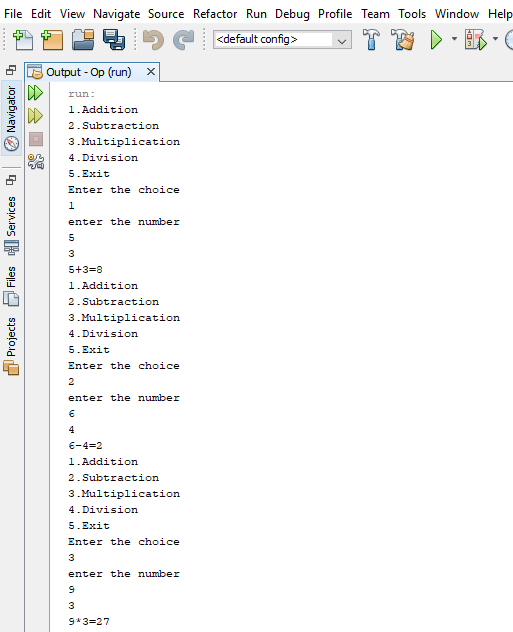 File Edit View Navigate Source Refactor Run Debug Profile Team Tools Window Help
<default config>
Output - Op (run)
Navigator
Services
Files
Projects
run:
1.Addition
2.Subtraction
3.Multiplication
4.Division
5.Exit
Enter the choice
1
enter the number
5
3
5+3=8
1.Addition
2.Subtraction
3.Multiplication
4.Division
5.Exit
Enter the choice
2
enter the number
6
4
6-4=2
1.Addition
2.Subtraction
3.Multiplication
4.Division
5.Exit
Enter the choice
3
enter the number
9
3
9*3=27